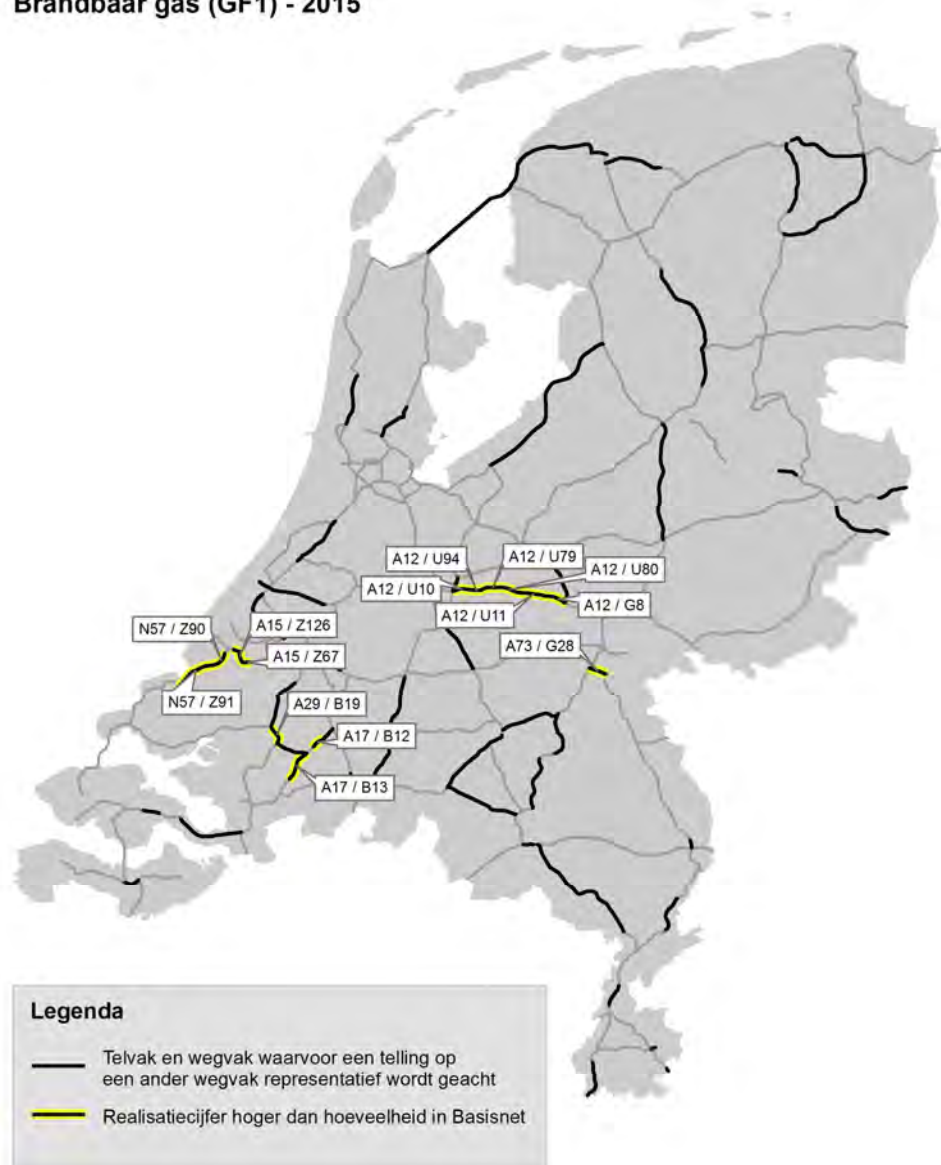 Brandbaar gas (GF1) - 2015
A12 / U94
A12 / U79
A12 / U80
A12 / U10
A12 / U11
A12 / G8
N57 / Z90
A15 / Z126
A73 / G28
A15 / Z67
N57 / Z91
A29 / B19
A17 / B12
A17 / B13
Legenda
Telvak en wegvak waarvoor een telling op
een ander wegvak representatief wordt geacht
Realisatiecijfer hoger dan hoeveelheid in Basisnet